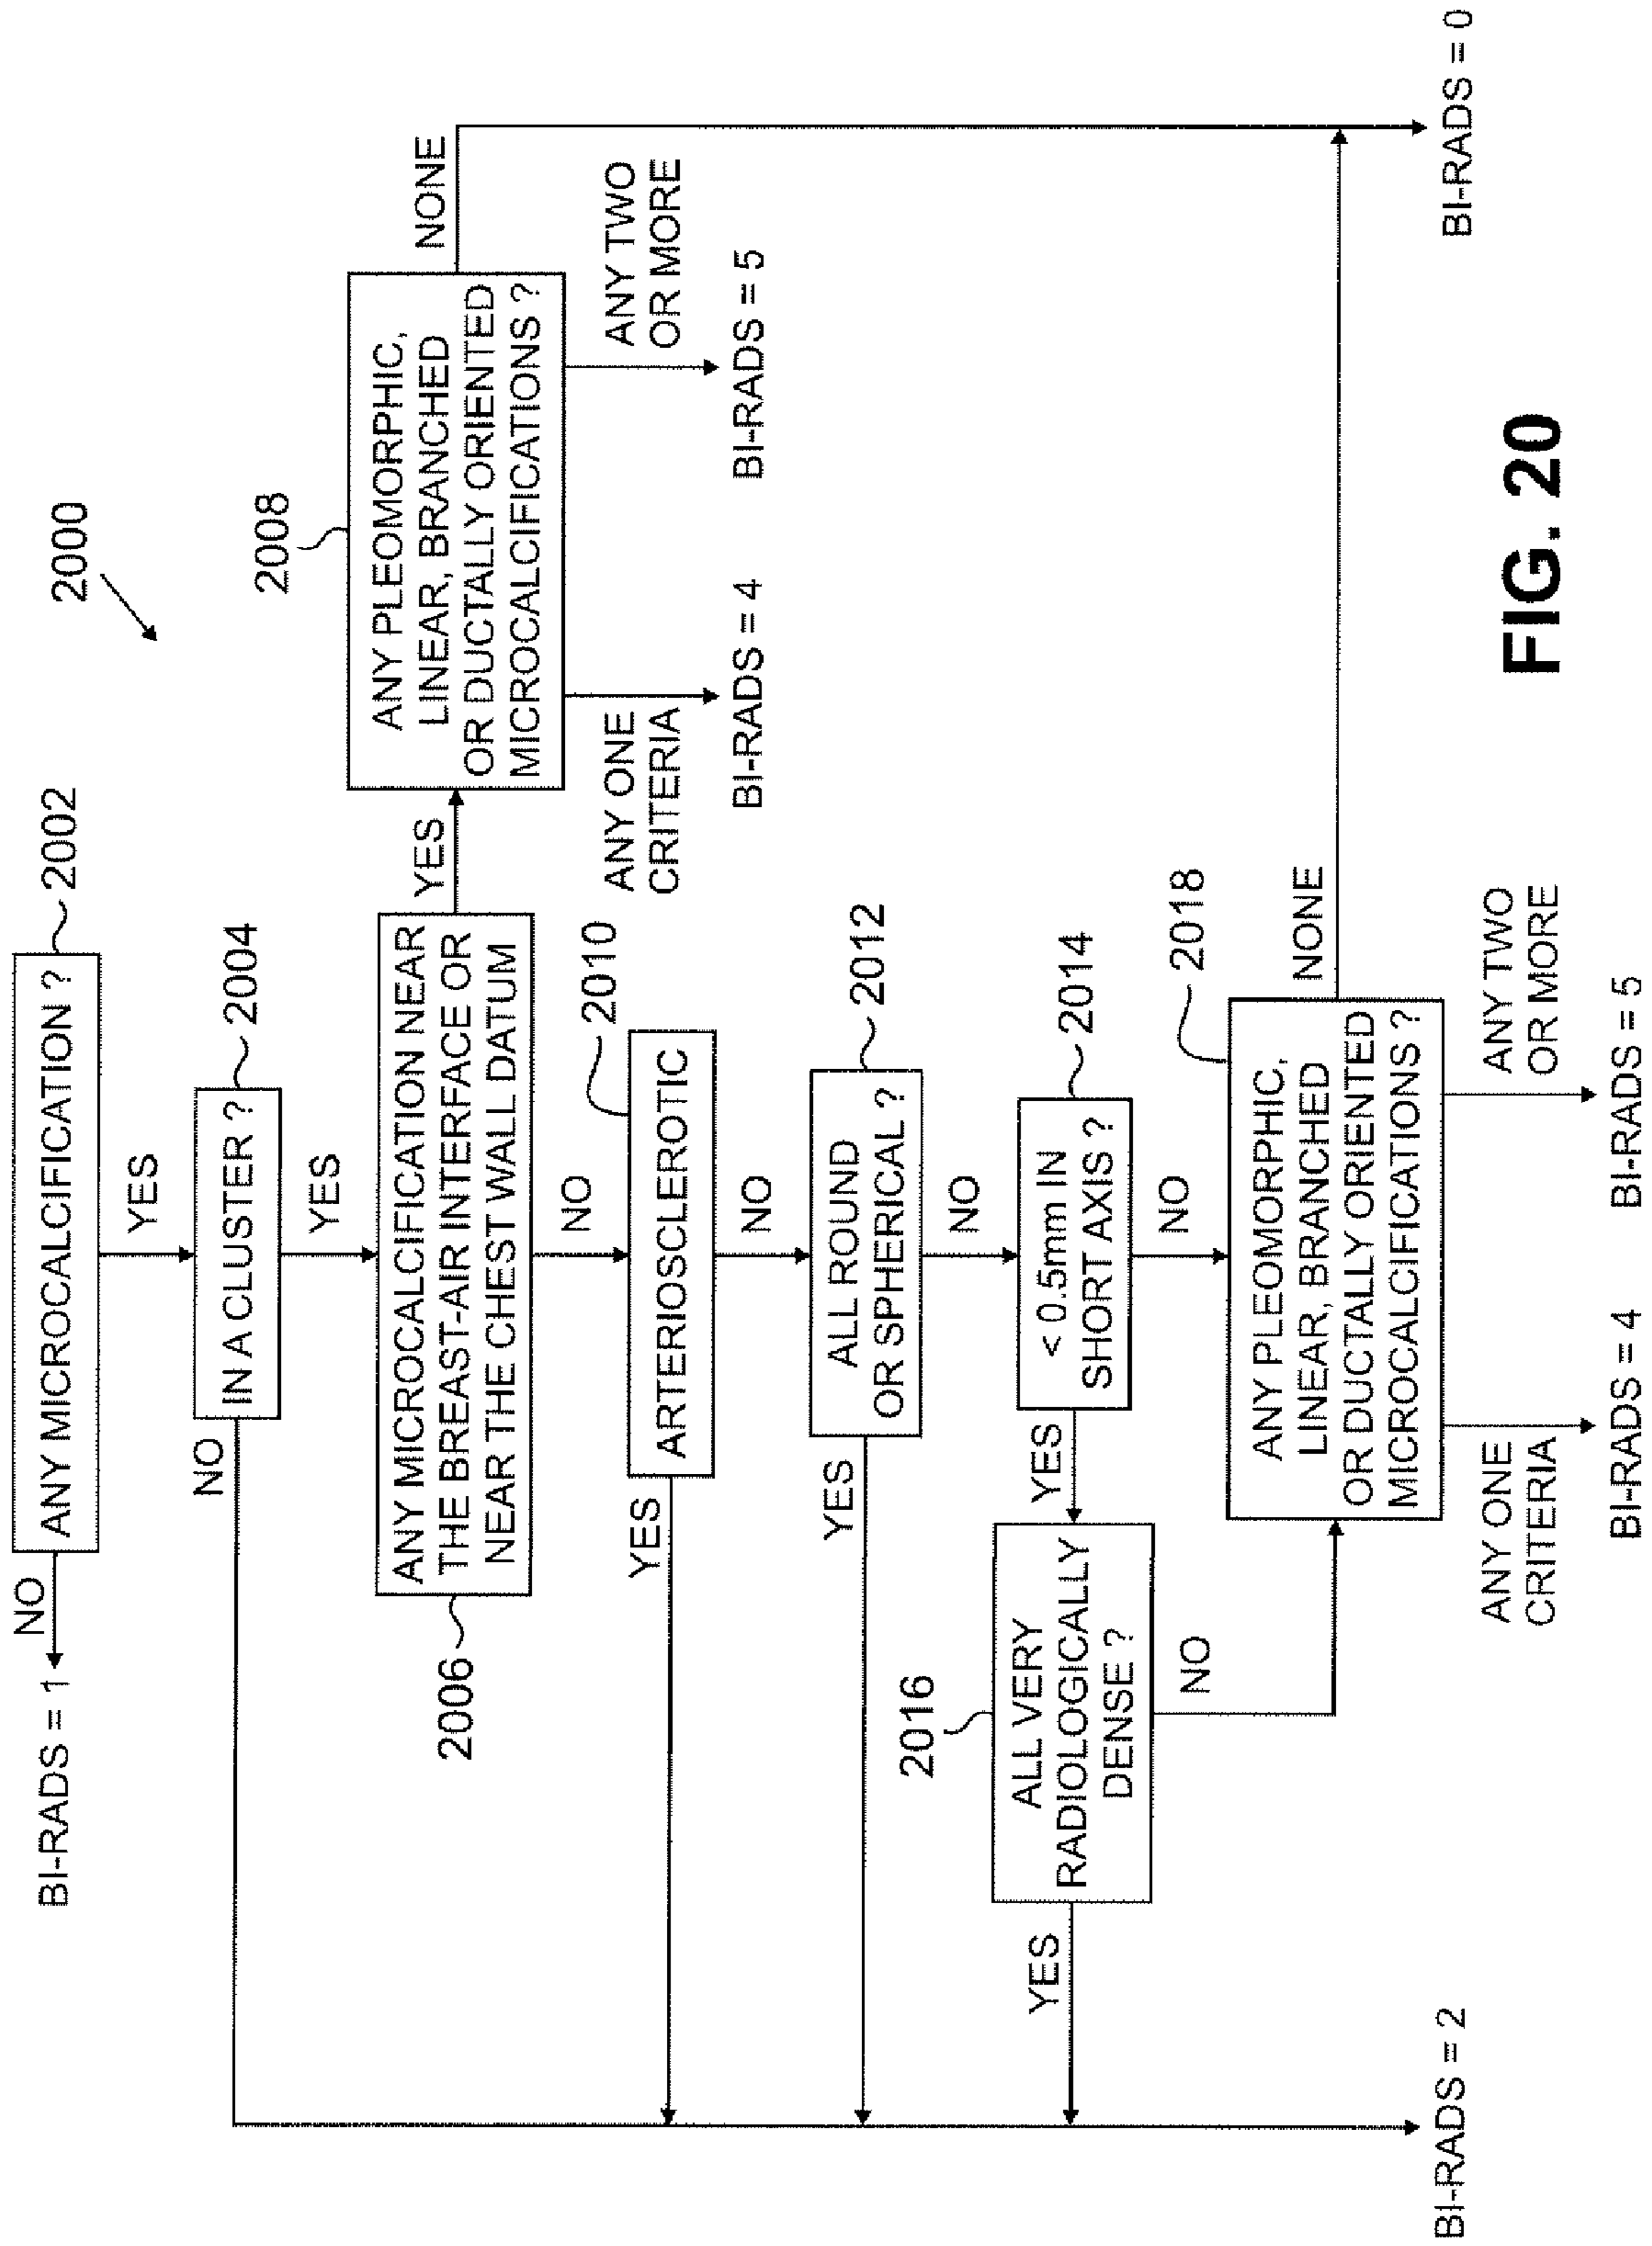 2000
ANY MICROCALCIFICATION ?
2002
NO
BI-RADS = 1
YES
IN A CLUSTER ?
2004
NO
YES
ANY MICROCALCIFICATION NEAR
THE BREAST-AIR INTERFACE OR
NEAR THE CHEST WALL DATUM
2006
YES
2008
ANY PLEOMORPHIC,
LINEAR, BRANCHED
OR DUCTALLY ORIENTED
MICROCALCIFICATIONS ?
NONE
ANY ONE
CRITERIA
BI-RADS = 4
ANY TWO
OR MORE
BI-RADS = 5
NO
2010
ARTERIOSCLEROTIC
YES
NO
ALL ROUND
OR SPHERICAL ?
2012
YES
NO
< 0.5mm IN
SHORT AXIS ?
2014
YES
2016
ALL VERY
RADIOLOGICALLY
DENSE ?
YES
NO
NO
2018
ANY PLEOMORPHIC,
LINEAR, BRANCHED
OR DUCTALLY ORIENTED
MICROCALCIFICATIONS ?
NONE
ANY ONE
CRITERIA
BI-RADS = 4
ANY TWO
OR MORE
BI-RADS = 5
BI-RADS = 2
BI-RADS = 0
FIG. 20